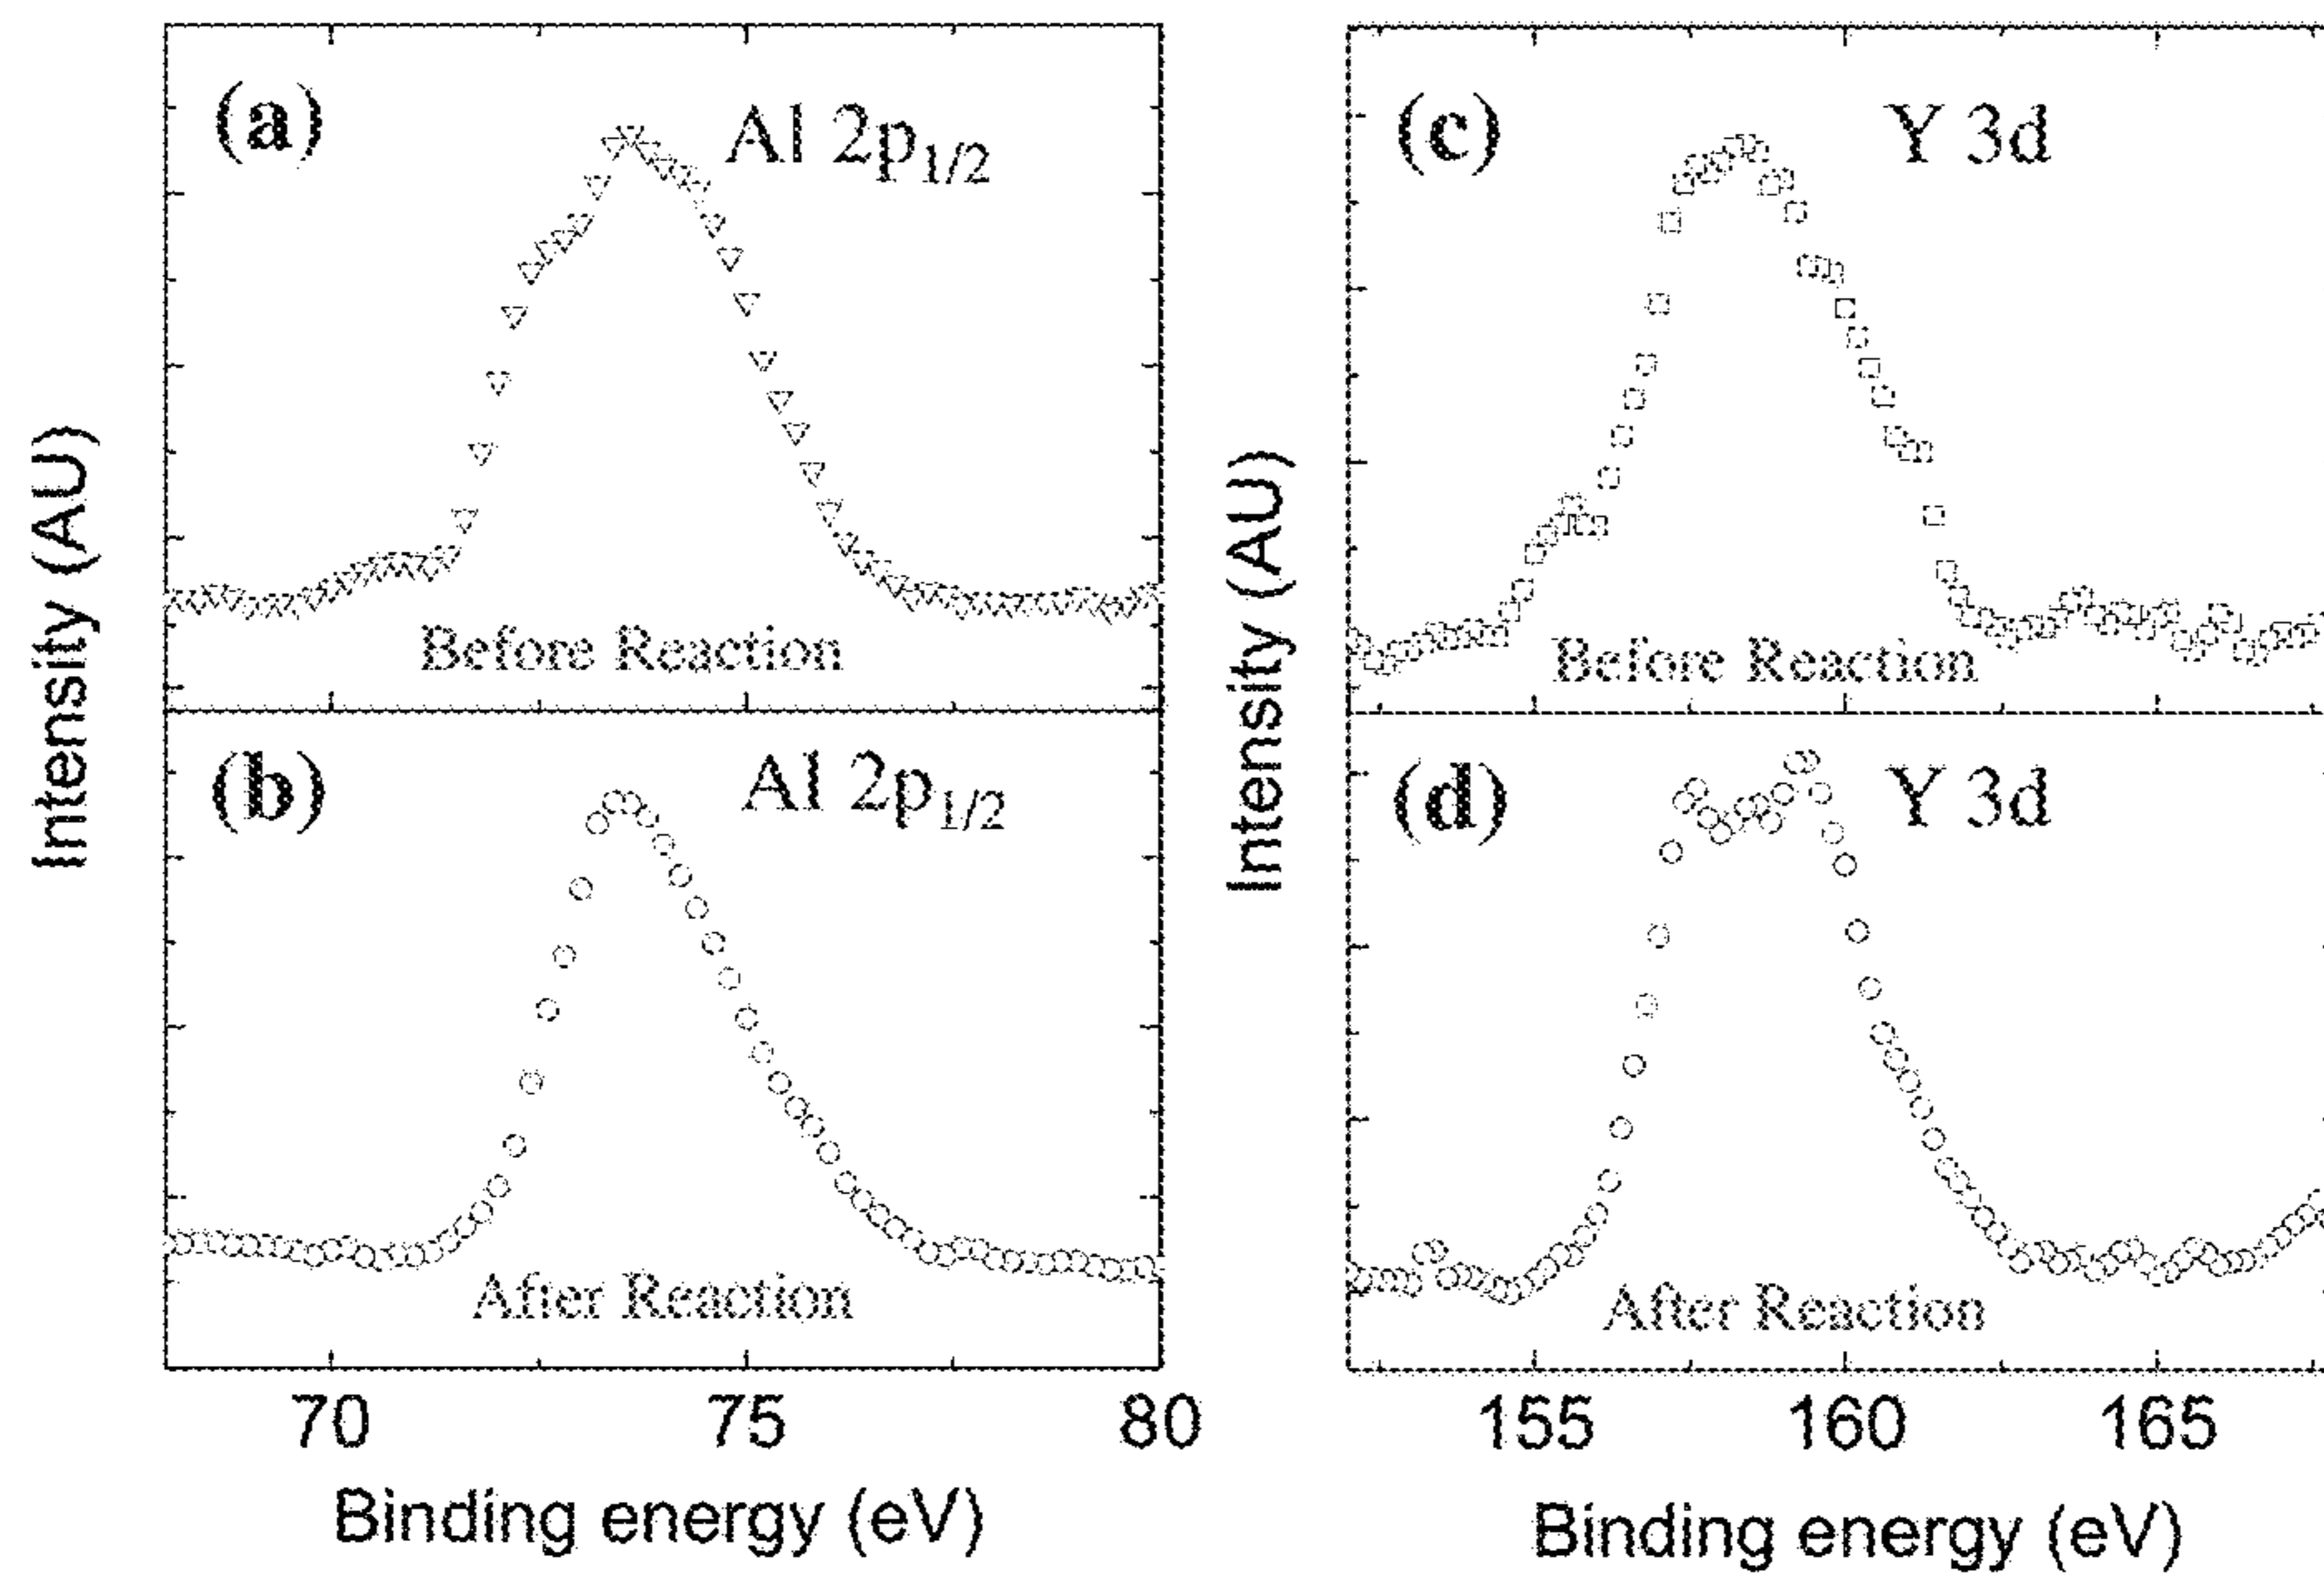 (a)
Al 2p1/2
Before Reaction
(b)
Al 2p1/2
After Reaction
Intensity (AU)
70 75 80
Binding energy (eV)
(c)
Y 3d
Before Reaction
(d)
Y 3d
After Reaction
Intensity (AU)
155 160 165
Binding energy (eV)